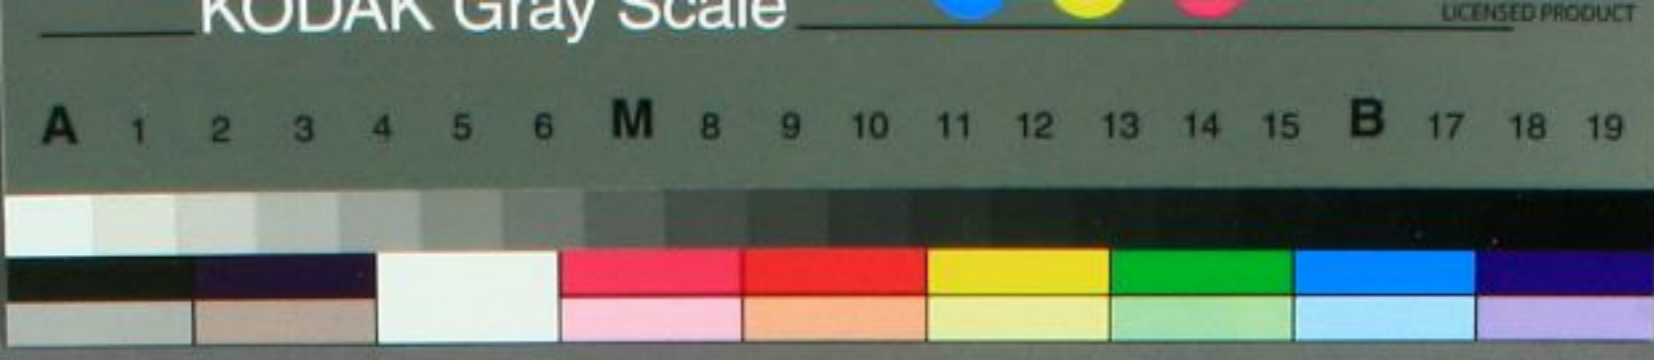 KODAK Gray Scale
LICENSED PRODUCT
A 1 2 3 4 5 6 M 8 9 10 11 12 13 14 15 B 17 18 19